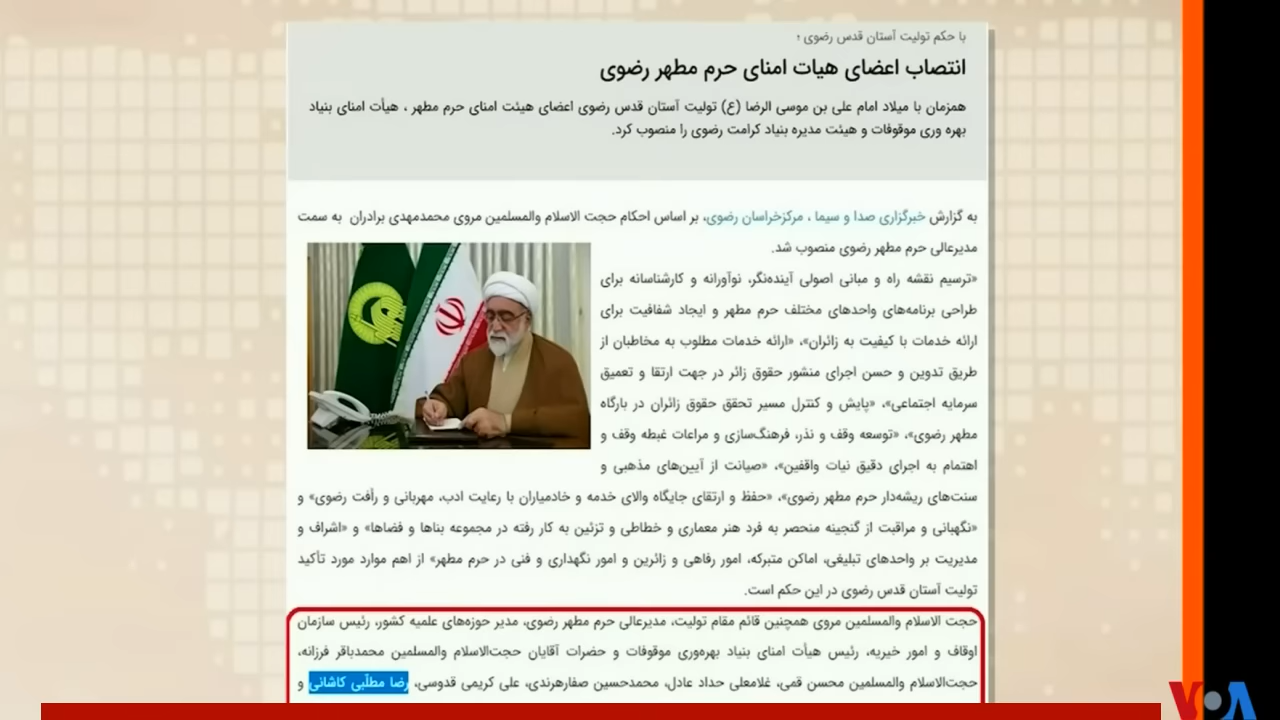 با حکم تولیت آستان قدس رضوی ؛
انتصاب اعضای هیات امنای حرم مطهر رضوی
همزمان با میلاد امام علی بن موسی الرضا (ع) تولیت آستان قدس رضوی اعضای هیئت امنای حرم مطهر ، هیأت امنای بنیاد
بهره وری موقوفات و هیئت مدیره بنیاد کرامت رضوی را منصوب کرد.
به گزارش خبرگزاری صدا و سیما ، مرکزخراسان رضوی، بر اساس احکام حجت الاسلام والمسلمین مروی محمدمهدی برادران به سمت
مدیرعالی حرم مطهر رضوی منصوب شد.
«ترسیم نقشه راه و مبانی اصولی آینده‌نگر، نوآورانه و کارشناسانه برای
طراحی برنامه‌های واحدهای مختلف حرم مطهر و ایجاد شفافیت برای
ارائه خدمات با کیفیت به زائران»، «ارائه خدمات مطلوب به مخاطبان از
طریق تدوین و حسن اجرای منشور حقوق زائر در جهت ارتقا و تعمیق
سرمایه اجتماعی»، «پایش و کنترل مسیر تحقق حقوق زائران در بارگاه
مطهر رضوی»، «توسعه وقف و نذر، فرهنگ‌سازی و مراعات غبطه وقف و
اهتمام به اجرای دقیق نیات واقفین»، «صیانت از آیین‌های مذهبی و
سنت‌های ریشه‌دار حرم مطهر رضوی»، «حفظ و ارتقای جایگاه والای خدمه و خادمیاران با رعایت ادب، مهربانی و رأفت رضوی» و
«نگهبانی و مراقبت از گنجینه منحصر به فرد هنر معماری و خطاطی و تزئین به کار رفته در مجموعه بناها و فضاها» و «اشراف و
مدیریت بر واحدهای تبلیغی، اماکن متبرکه، امور رفاهی و زائرین و امور نگهداری و فنی در حرم مطهر» از اهم موارد مورد تأکید
تولیت آستان قدس رضوی در این حکم است.
حجت الاسلام والمسلمین مروی همچنین قائم مقام تولیت، مدیرعالی حرم مطهر رضوی، مدیر حوزه‌های علمیه کشور، رئیس سازمان
اوقاف و امور خیریه، رئیس هیأت امنای بنیاد بهره‌وری موقوفات و حضرات آقایان حجت‌الاسلام والمسلمین محمدباقر فرزانه،
حجت‌الاسلام والمسلمین محسن قمی، غلامعلی حداد عادل، محمدحسین صفارهرندی، علی کریمی قدوسی، رضا مطلّبی کاشانی و
VOA